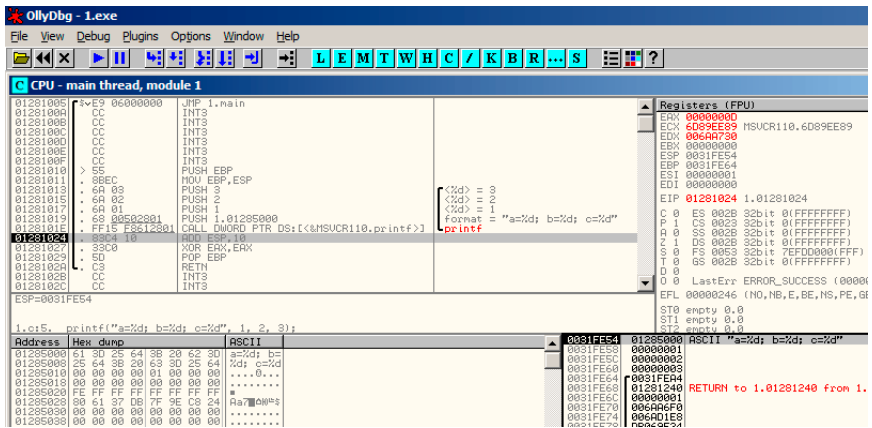 OllyDbg - 1.exe
File View Debug Plugins Options Window Help
L E M T W H C / K B R ... S ?
C CPU - main thread, module 1
01281005 $ E9 06000000 JMP 1.main
0128100A CC INT3
0128100B CC INT3
0128100C CC INT3
0128100D CC INT3
0128100E CC INT3
0128100F CC INT3
01281010 > 55 PUSH EBP
01281011 . 8BEC MOV EBP,ESP
01281013 . 6A 03 PUSH 3 <%d> = 3
01281015 . 6A 02 PUSH 2 <%d> = 2
01281017 . 6A 01 PUSH 1 <%d> = 1
01281019 . 68 00502801 PUSH 1.01285000 format = "a=%d; b=%d; c=%d"
0128101E . FF15 F8612801 CALL DWORD PTR DS:[<&MSVCR110.printf>] printf
01281024 . 83C4 10 ADD ESP,10
01281027 . 33C0 XOR EAX,EAX
01281029 . 5D POP EBP
0128102A . C3 RETN
0128102B CC INT3
0128102C CC INT3
Registers (FPU)
EAX 0000000D
ECX 6D89EE89 MSVCR110.6D89EE89
EDX 006AA730
EBX 00000000
ESP 0031FE54
EBP 0031FE64
ESI 00000001
EDI 00000000
EIP 01281024 1.01281024
C 0 ES 002B 32bit 0(FFFFFFFF)
P 1 CS 0023 32bit 0(FFFFFFFF)
A 0 SS 002B 32bit 0(FFFFFFFF)
Z 1 DS 002B 32bit 0(FFFFFFFF)
S 0 FS 0053 32bit 7EFDD000(FFF)
T 0 GS 002B 32bit 0(FFFFFFFF)
D 0
O 0 LastErr ERROR_SUCCESS (00000
EFL 00000246 (NO,NB,E,BE,NS,PE,GE
ST0 empty 0.0
ST1 empty 0.0
ST2 empty 0.0
ESP=0031FE54
1.c:5. printf("a=%d; b=%d; c=%d", 1, 2, 3);
Address Hex dump ASCII
01285000 61 3D 25 64 3B 20 62 3D a=%d; b=
01285008 25 64 3B 20 63 3D 25 64 %d; c=%d
01285010 00 00 00 00 01 00 00 00
01285018 00 00 00 00 00 00 00 00 ........
01285020 FE FF FF FF FF FF FF FF
01285028 80 61 37 DB 7F 9E C8 24
01285030 00 00 00 00 00 00 00 00 ........
01285038 00 00 00 00 00 00 00 00 ........
0031FE54 01285000 ASCII "a=%d; b=%d; c=%d"
0031FE58 00000001
0031FE5C 00000002
0031FE60 00000003
0031FE64 0031FEA4
0031FE68 01281240 RETURN to 1.01281240 from 1.
0031FE6C 00000001
0031FE70 006AA6F0
0031FE74 006AD1E8
0031FE78